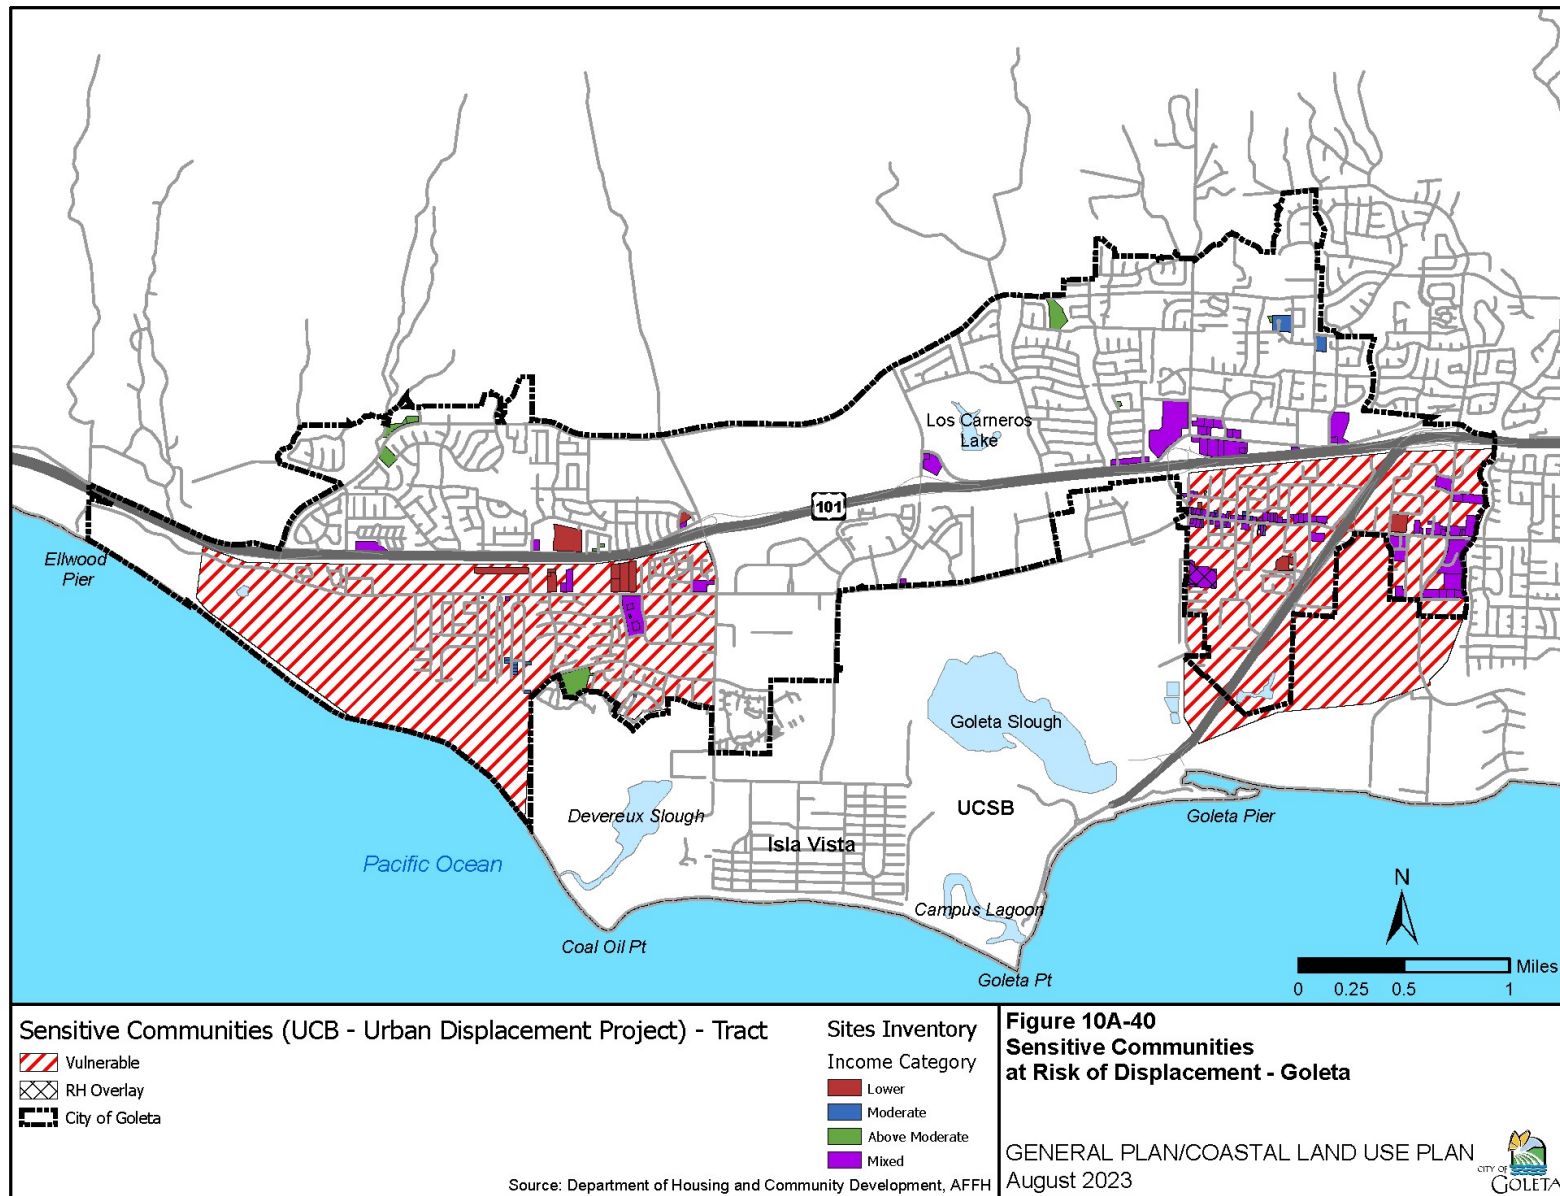 Los Carneros
Lake
101
Ellwood
Pier
Goleta Slough
UCSB
Goleta Pier
Devereux Slough
Isla Vista
Pacific Ocean
N
Campus Lagoon
Coal Oil Pt
Goleta Pt
Miles
0 0.25 0.5 1
Sensitive Communities (UCB - Urban Displacement Project) - Tract
Vulnerable
RH Overlay
City of Goleta
Sites Inventory
Income Category
Lower
Moderate
Above Moderate
Mixed
Source: Department of Housing and Community Development, AFFH
Figure 10A-40
Sensitive Communities
at Risk of Displacement - Goleta
GENERAL PLAN/COASTAL LAND USE PLAN
August 2023
CITY OF
GOLETA